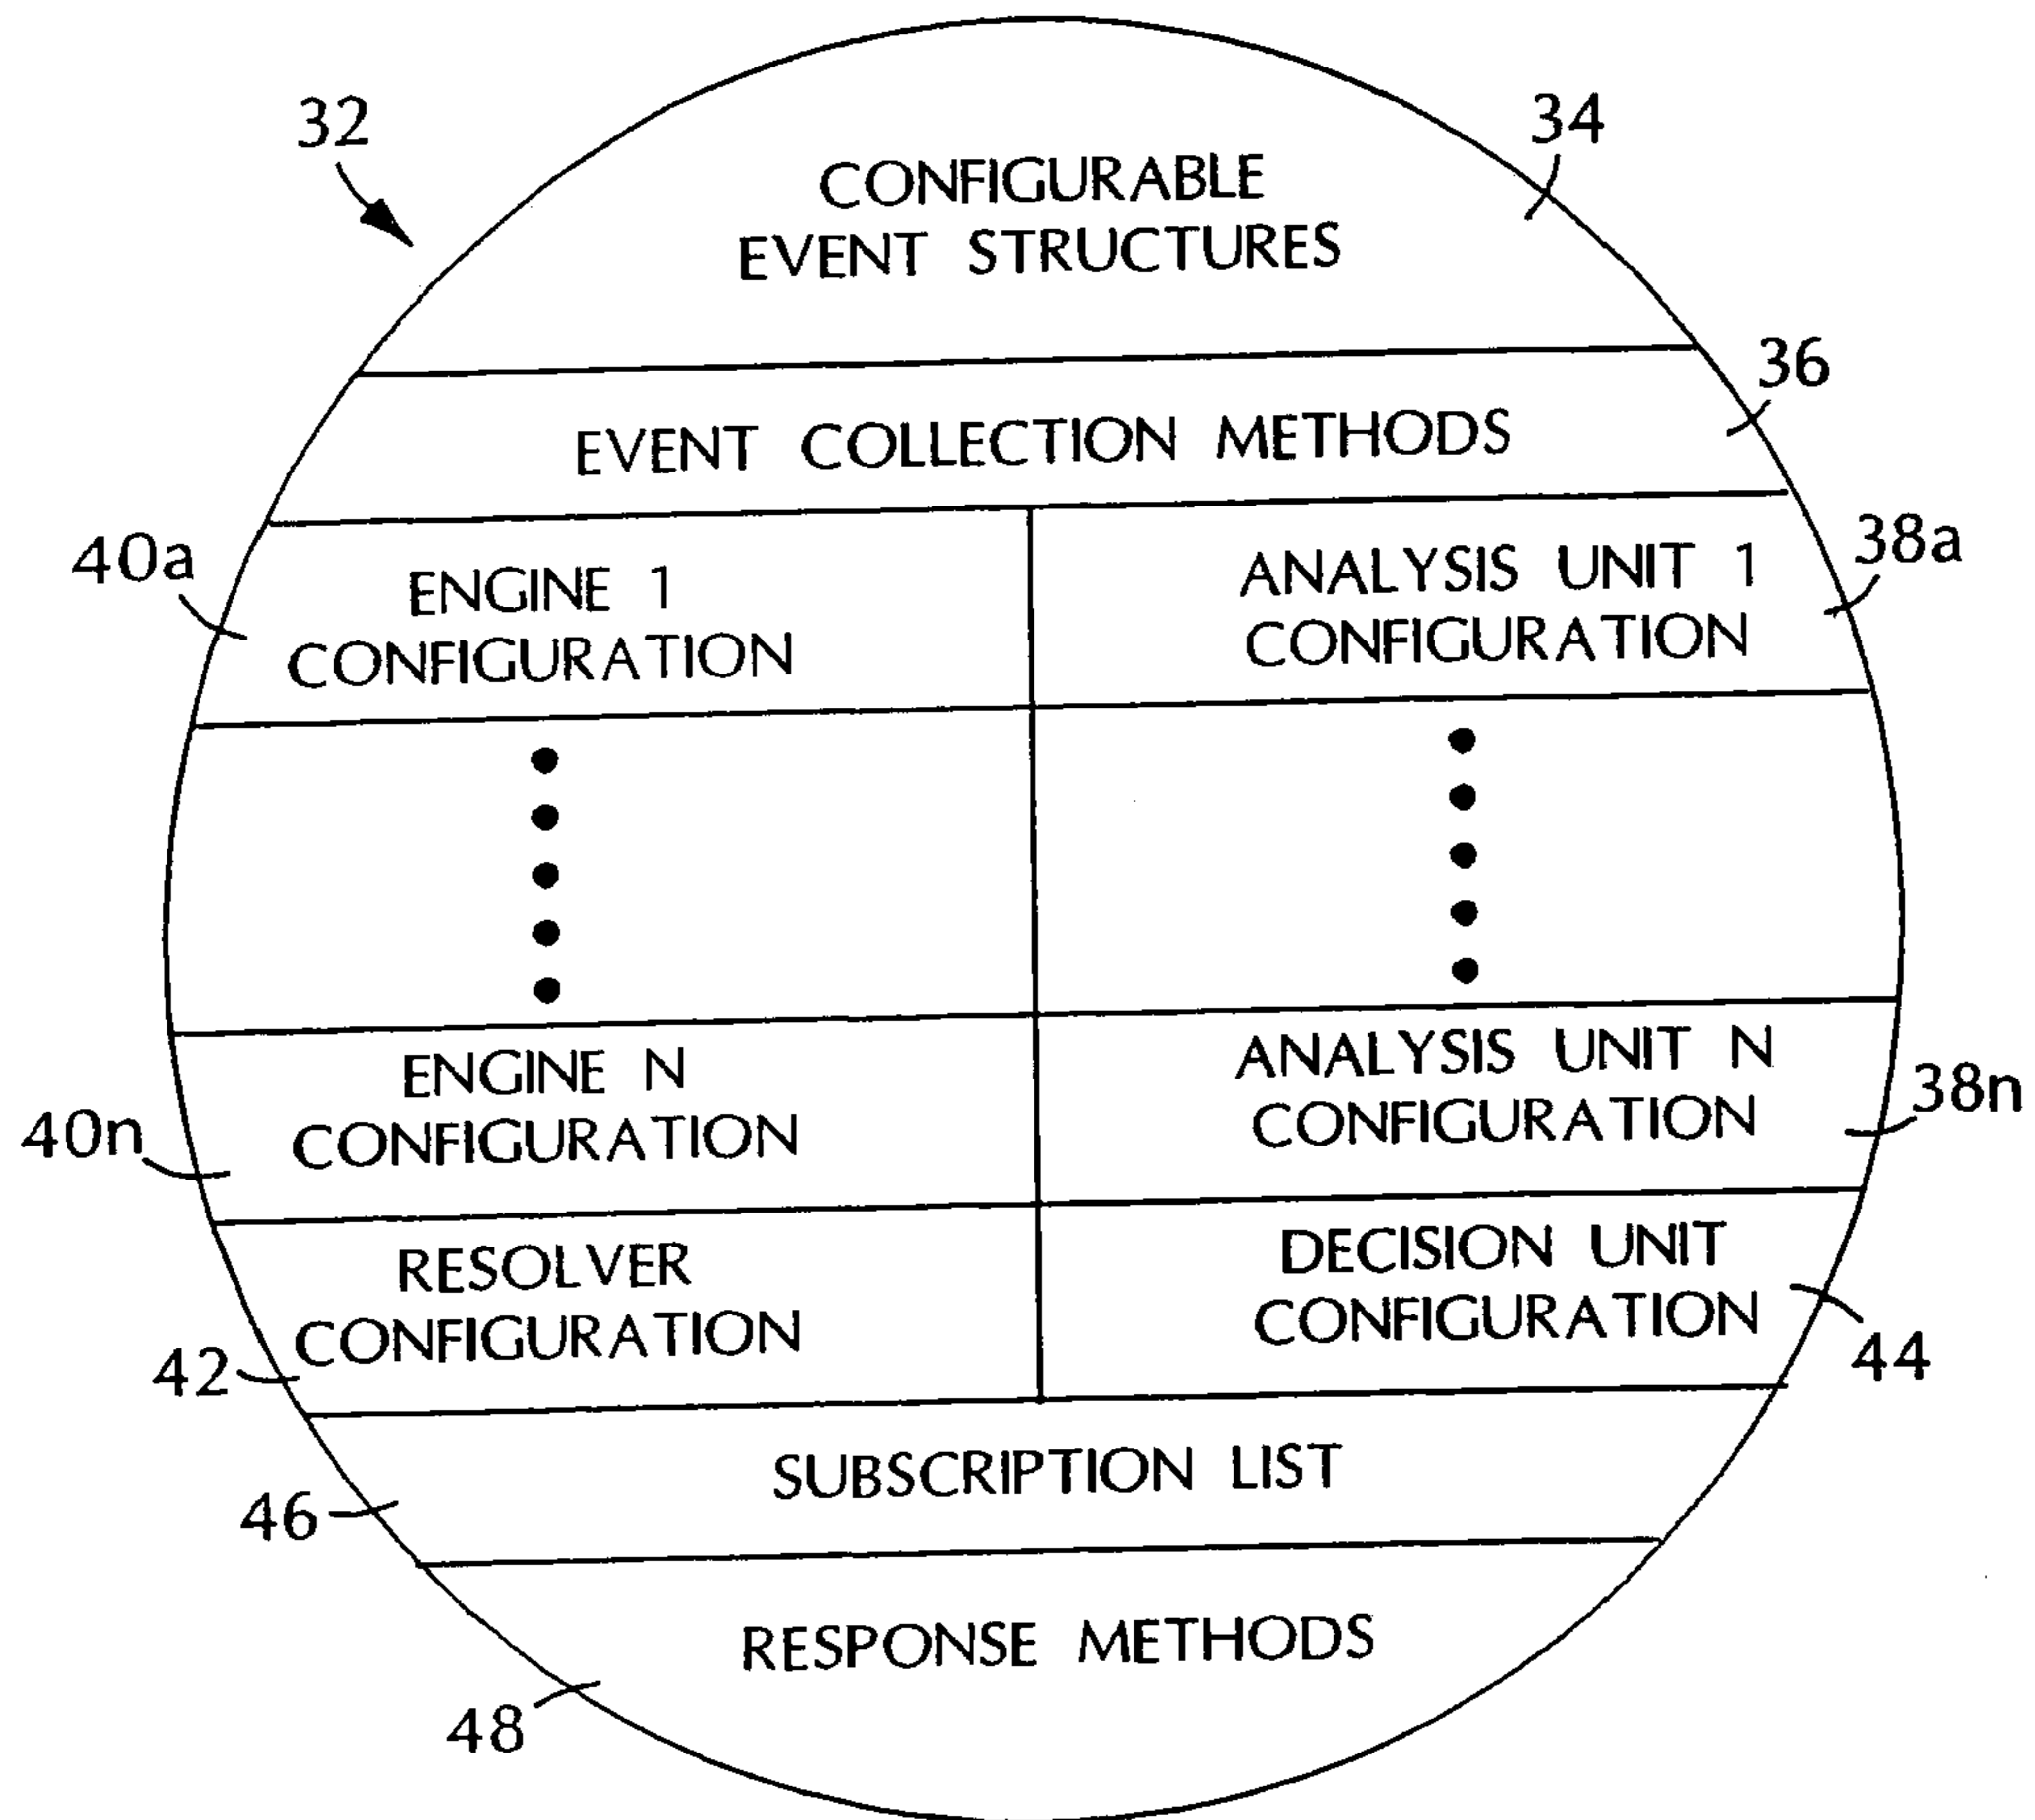 32
34
CONFIGURABLE
EVENT STRUCTURES
36
EVENT COLLECTION METHODS
40a
ENGINE 1
CONFIGURATION
ANALYSIS UNIT 1
CONFIGURATION
38a
ENGINE N
CONFIGURATION
40n
ANALYSIS UNIT N
CONFIGURATION
38n
RESOLVER
CONFIGURATION
42
DECISION UNIT
CONFIGURATION
44
SUBSCRIPTION LIST
46
RESPONSE METHODS
48